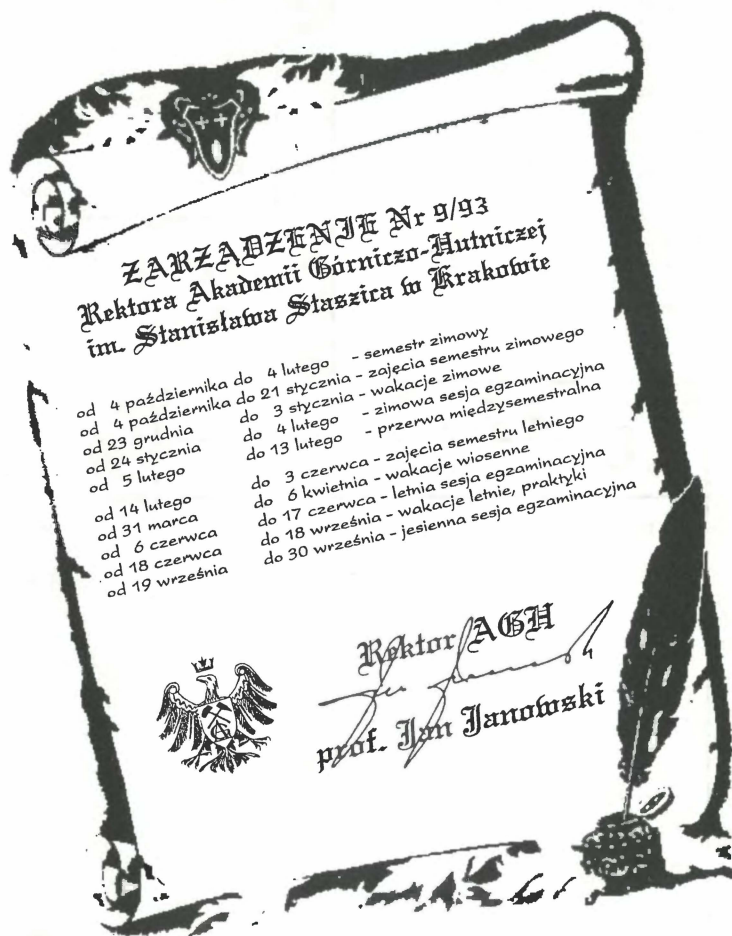 ZARZĄDZENIE Nr 9/93
Rektora Akademii Górniczo-Hutniczej
im. Stanisława Staszica w Krakowie
od 4 października do 4 lutego - semestr zimowy
od 4 października do 21 stycznia - zajęcia semestru zimowego
od 23 grudnia do 3 stycznia - wakacje zimowe
od 24 stycznia do 4 lutego - zimowa sesja egzaminacyjna
od 5 lutego do 13 lutego - przerwa międzysemestralna
od 14 lutego do 3 czerwca - zajęcia semestru letniego
od 31 marca do 6 kwietnia - wakacje wiosenne
od 6 czerwca do 17 czerwca - letnia sesja egzaminacyjna
od 18 czerwca do 18 września - wakacje letnie, praktyki
od 19 września do 30 września - jesienna sesja egzaminacyjna
Rektor AGH
prof. Jan Janowski